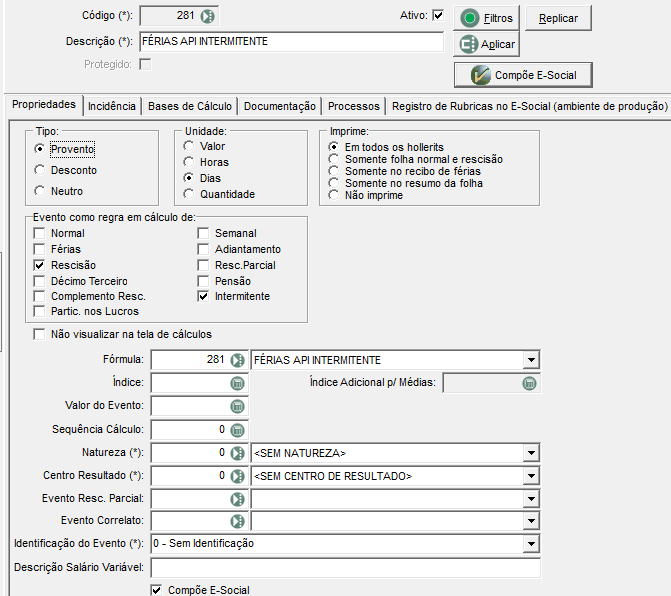 Código (*): 281 Ativo: Filtros Replicar
Descrição (*): FÉRIAS API INTERMITENTE Aplicar
Protegido: Compõe E-Social
Propriedades Incidência Bases de Cálculo Documentação Processos Registro de Rubricas no E-Social (ambiente de produção)
Tipo: Unidade: Imprime:
Provento Valor Em todos os hollerits
Desconto Horas Somente folha normal e rescisão
Neutro Dias Somente no recibo de férias
Quantidade Somente no resumo da folha
Não imprime
Evento como regra em cálculo de:
Normal Semanal
Férias Adiantamento
Rescisão Resc.Parcial
Décimo Terceiro Pensão
Complemento Resc. Intermitente
Partic. nos Lucros
Não visualizar na tela de cálculos
Fórmula: 281 FÉRIAS API INTERMITENTE
Índice: Índice Adicional p/ Médias:
Valor do Evento:
Sequência Cálculo: 0
Natureza (*): 0 <SEM NATUREZA>
Centro Resultado (*): 0 <SEM CENTRO DE RESULTADO>
Evento Resc. Parcial:
Evento Correlato:
Identificação do Evento (*): 0 - Sem Identificação
Descrição Salário Variável:
Compõe E-Social